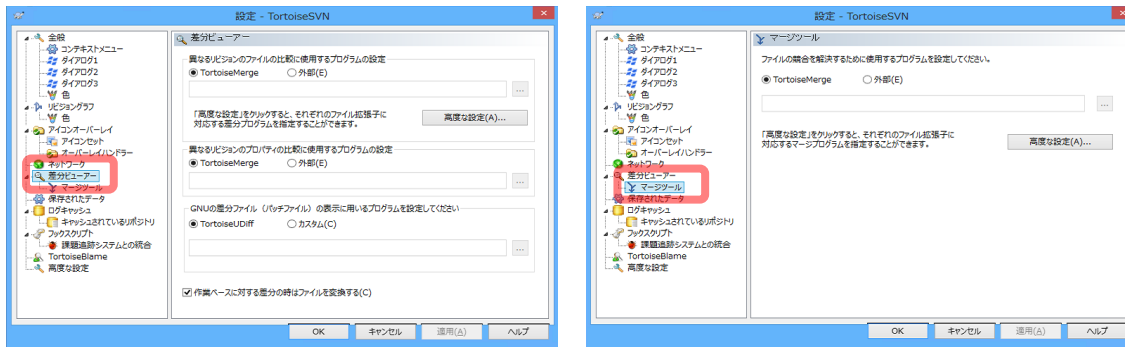 設定 - TortoiseSVN
全般
コンテキストメニュー
ダイアログ1
ダイアログ2
ダイアログ3
色
リビジョングラフ
色
アイコンオーバーレイ
アイコンセット
オーバーレイハンドラー
ネットワーク
差分ビューアー
マージツール
保存されたデータ
ログキャッシュ
キャッシュされているリポジトリ
フックスクリプト
課題追跡システムとの統合
TortoiseBlame
高度な設定
差分ビューアー
異なるリビジョンのファイルの比較に使用するプログラムの設定
TortoiseMerge 外部(E)
...
「高度な設定」をクリックすると、それぞれのファイル拡張子に
対応する差分プログラムを指定することができます。
高度な設定(A)...
異なるリビジョンのプロパティの比較に使用するプログラムの設定
TortoiseMerge 外部(E)
...
GNUの差分ファイル（パッチファイル）の表示に用いるプログラムを設定してください
TortoiseUDiff カスタム(C)
...
作業ベースに対する差分の時はファイルを変換する(C)
OK キャンセル 適用(A) ヘルプ
設定 - TortoiseSVN
全般
コンテキストメニュー
ダイアログ1
ダイアログ2
ダイアログ3
色
リビジョングラフ
色
アイコンオーバーレイ
アイコンセット
オーバーレイハンドラー
ネットワーク
差分ビューアー
マージツール
保存されたデータ
ログキャッシュ
キャッシュされているリポジトリ
フックスクリプト
課題追跡システムとの統合
TortoiseBlame
高度な設定
マージツール
ファイルの競合を解決するために使用するプログラムを設定してください。
TortoiseMerge 外部(E)
...
「高度な設定」をクリックすると、それぞれのファイル拡張子に
対応するマージプログラムを指定することができます。
高度な設定(A)...
OK キャンセル 適用(A) ヘルプ